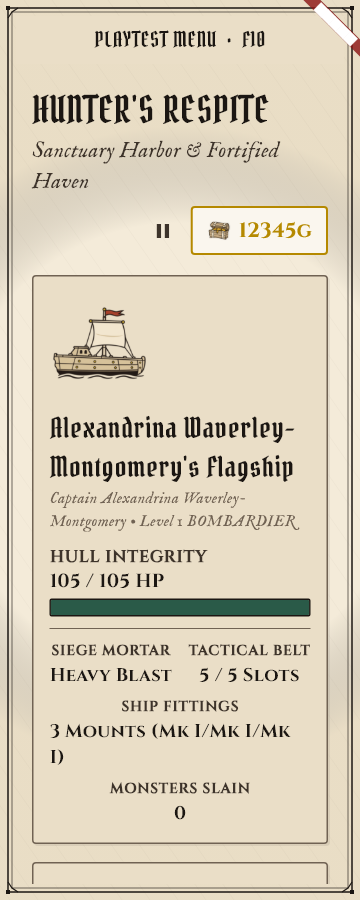 PLAYTEST MENU · F10
HUNTER'S RESPITE
Sanctuary Harbor & Fortified
Haven
12345G
Alexandrina Waverley-
Montgomery's Flagship
Captain Alexandrina Waverley-
Montgomery • Level 1 BOMBARDIER
HULL INTEGRITY
105 / 105 HP
SIEGE MORTAR TACTICAL BELT
HEAVY BLAST 5 / 5 SLOTS
SHIP FITTINGS
3 MOUNTS (MK I/MK I/MK
I)
MONSTERS SLAIN
0